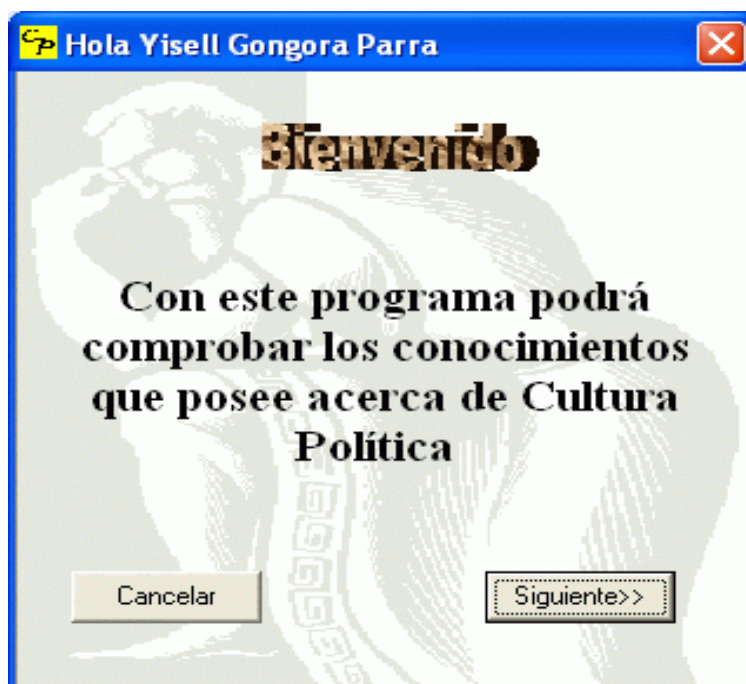 CP Hola Yisell Gongora Parra
Bienvenido
Con este programa podrá
comprobar los conocimientos
que posee acerca de Cultura
Política
Cancelar
Siguiente>>